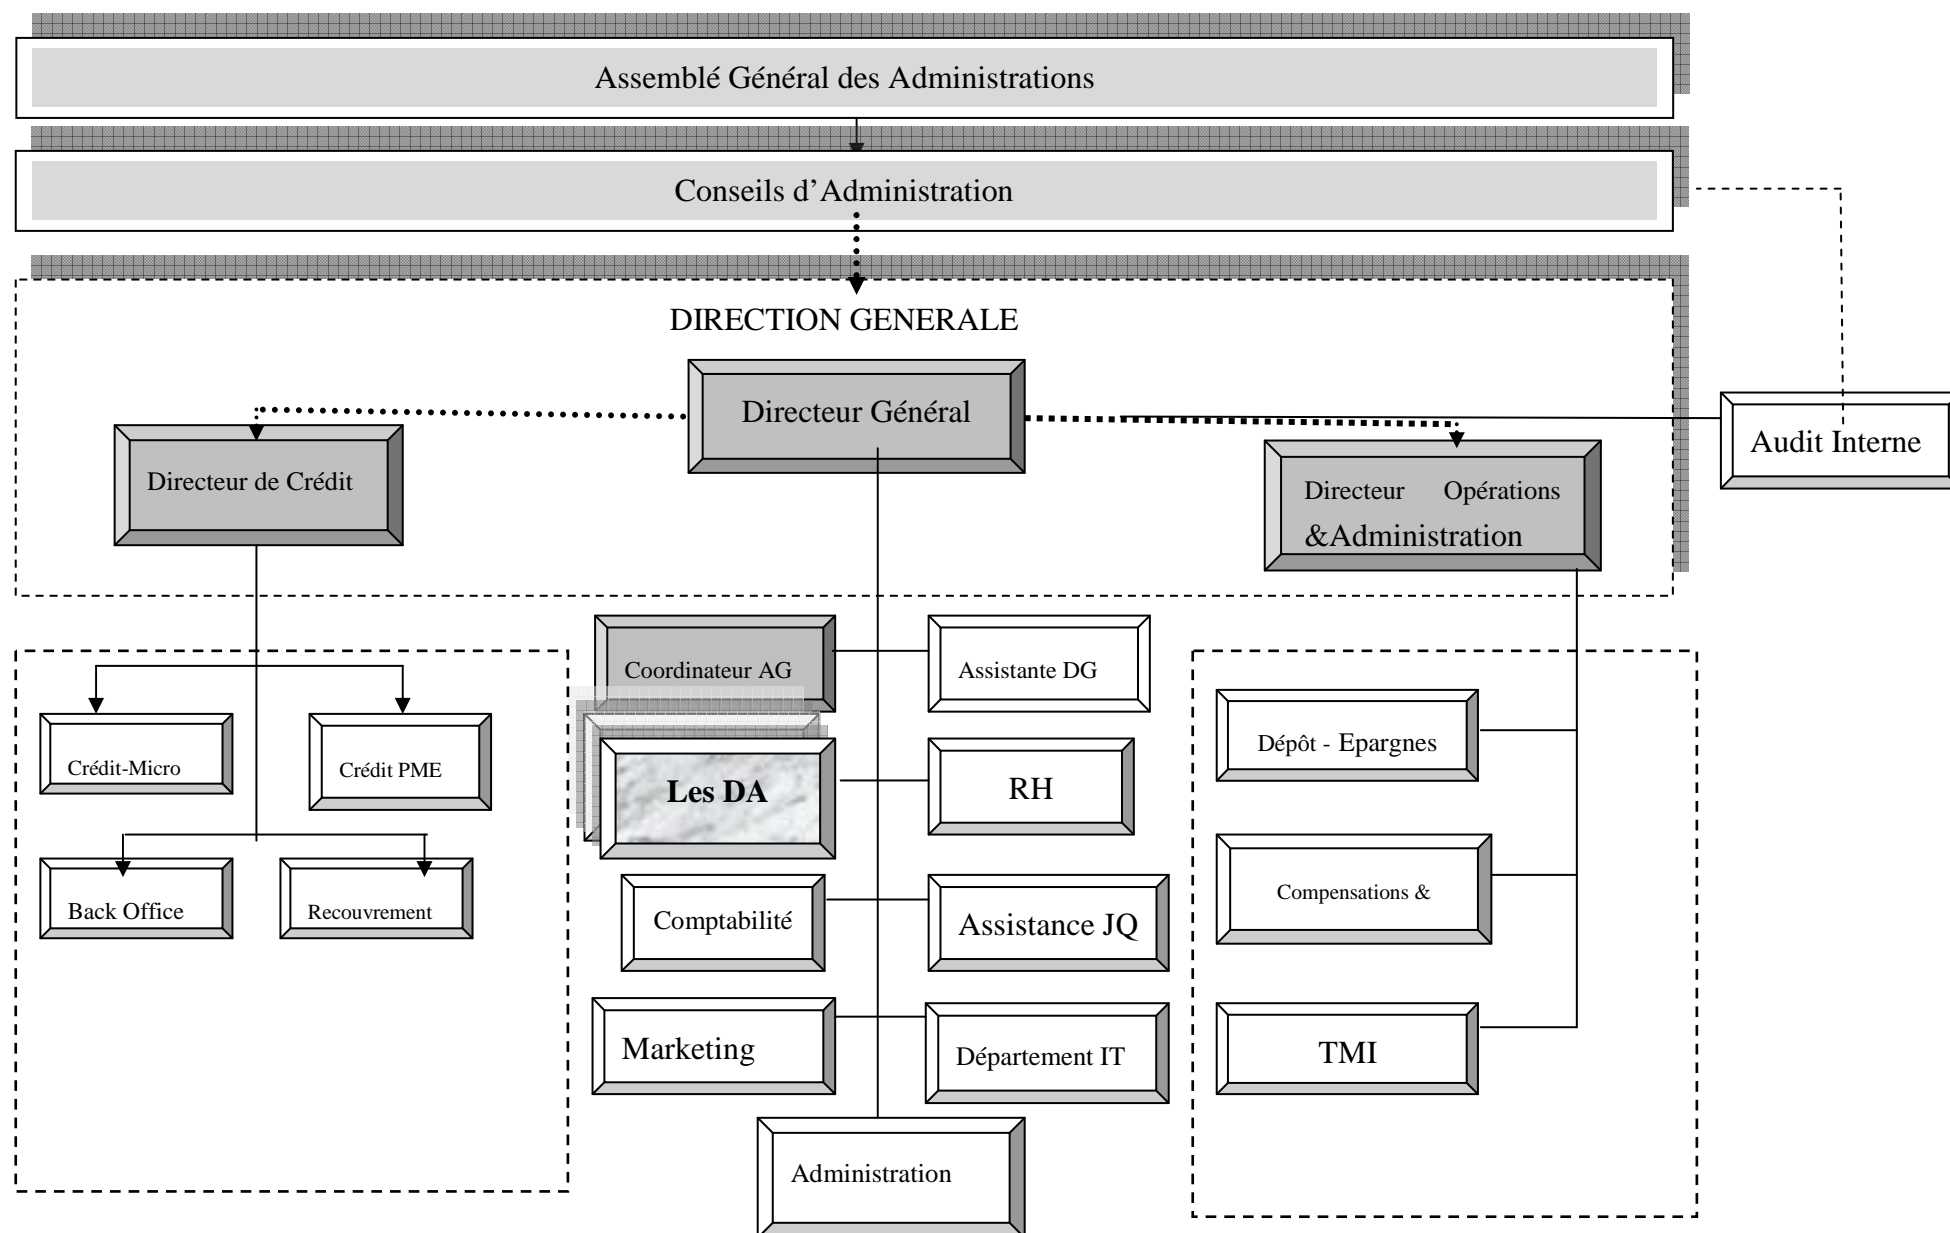 Assemblé Général des Administrations
Conseils d'Administration
DIRECTION GENERALE
Directeur Général
Audit Interne
Directeur de Crédit
Directeur Opérations
&Administration
Coordinateur AG
Assistante DG
Crédit-Micro
Crédit PME
Les DA
RH
Dépôt - Epargnes
Back Office
Recouvrement
Comptabilité
Assistance JQ
Compensations &
Marketing
Département IT
TMI
Administration